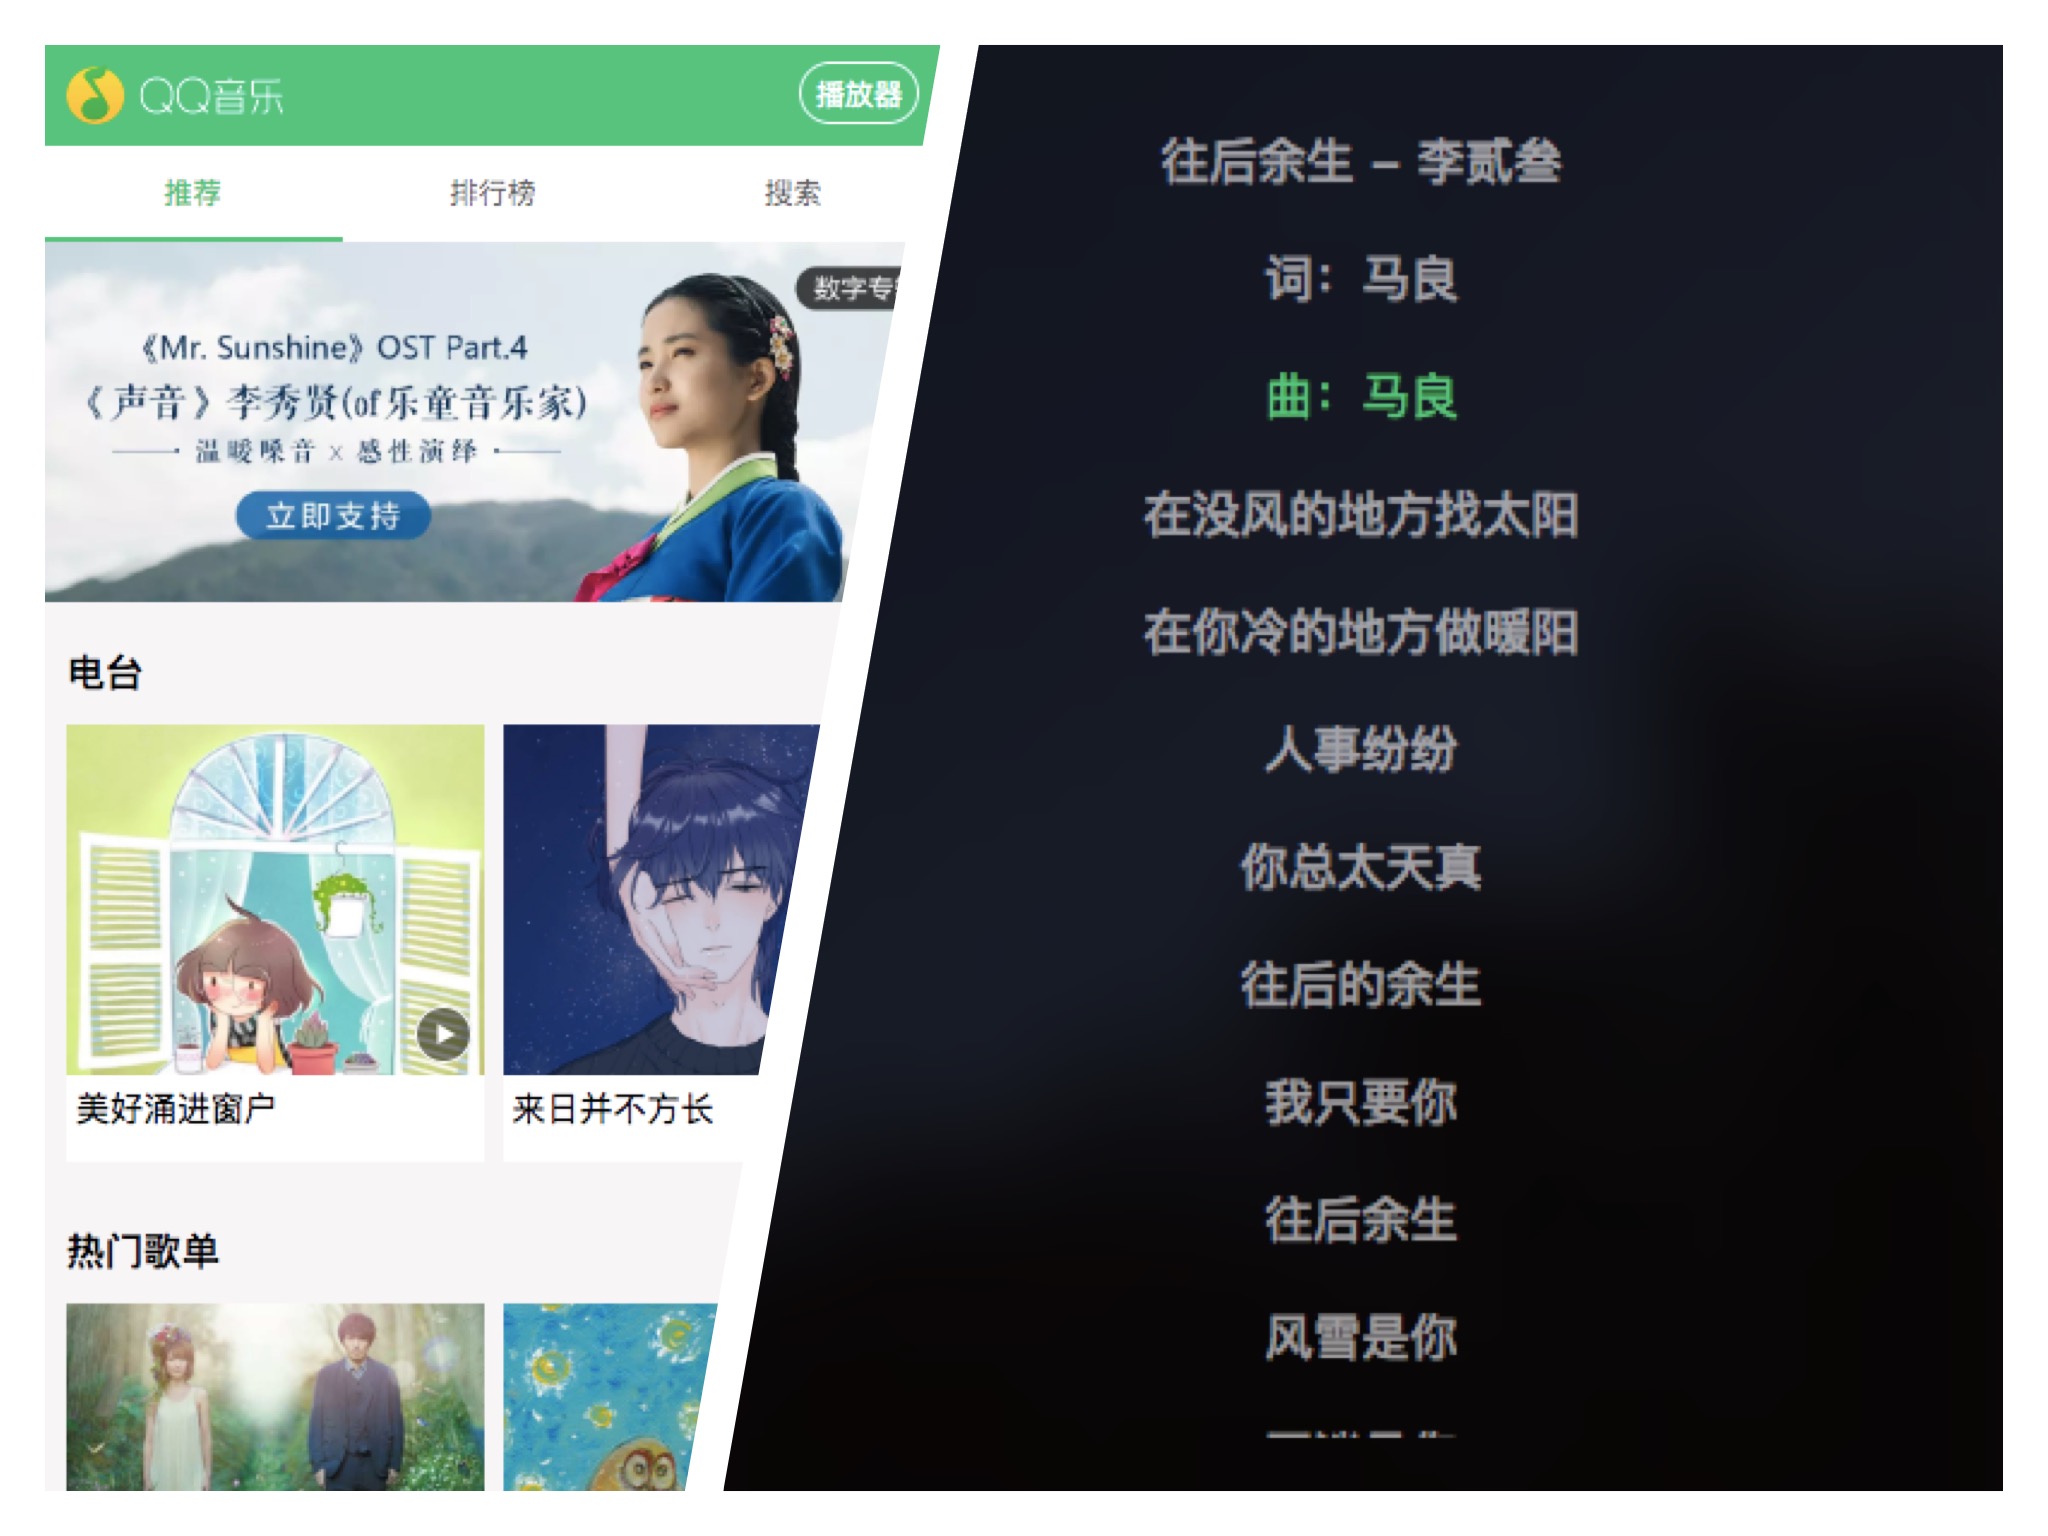 QQ音乐
播放器
推荐 排行榜 搜索
数字专
《Mr. Sunshine》OST Part.4
《声音》李秀贤(of乐童音乐家)
温暖嗓音 x 感性演绎
立即支持
电台
美好涌进窗户 来日并不方长
热门歌单
往后余生 – 李贰叁
词：马良
曲：马良
在没风的地方找太阳
在你冷的地方做暖阳
人事纷纷
你总太天真
往后的余生
我只要你
往后余生
风雪是你